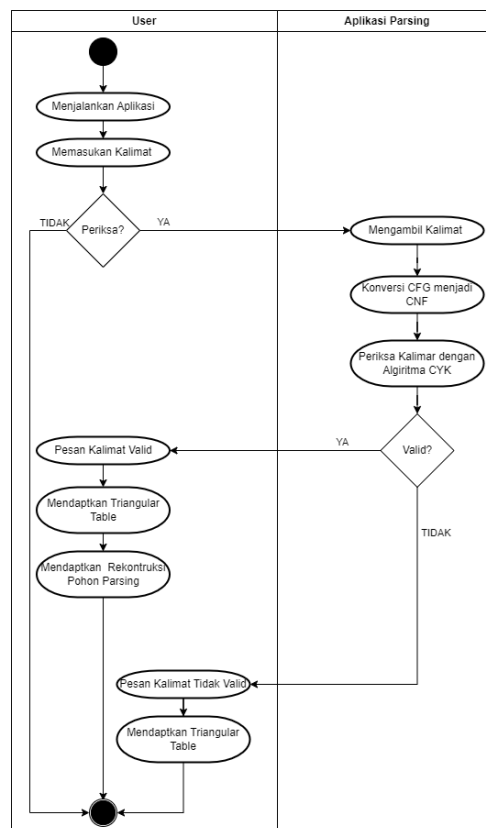 User
Aplikasi Parsing
Menjalankan Aplikasi
Memasukan Kalimat
Periksa?
TIDAK
YA
Mengambil Kalimat
Konversi CFG menjadi
CNF
Periksa Kalimar dengan
Algiritma CYK
Valid?
YA
TIDAK
Pesan Kalimat Valid
Mendaptkan Triangular
Table
Mendaptkan Rekontruksi
Pohon Parsing
Pesan Kalimat Tidak Valid
Mendaptkan Triangular
Table